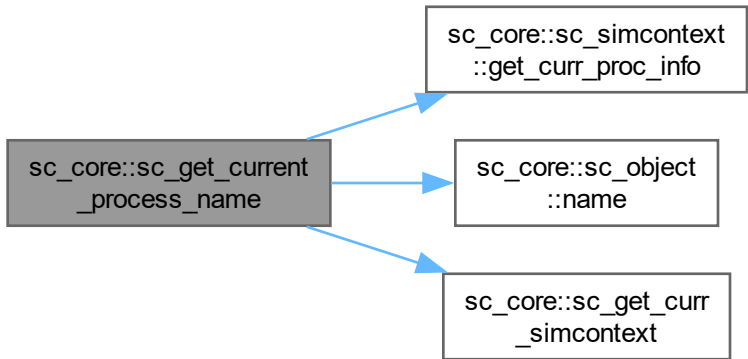 sc_core::sc_get_current
_process_name
sc_core::sc_simcontext
::get_curr_proc_info
sc_core::sc_object
::name
sc_core::sc_get_curr
_simcontext